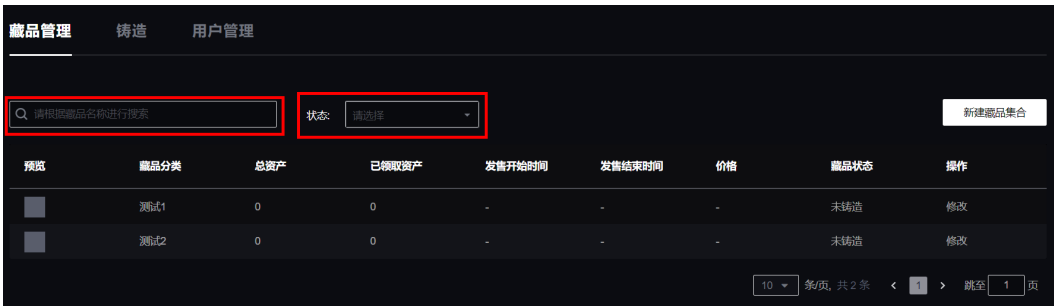 藏品管理 铸造 用户管理
请根据藏品名称进行搜索 状态: 请选择 新建藏品集合
预览 藏品分类 总资产 已领取资产 发售开始时间 发售结束时间 价格 藏品状态 操作
测试1 0 0 - - - 未铸造 修改
测试2 0 0 - - - 未铸造 修改
10 条/页, 共 2 条 < 1 > 跳至 1 页